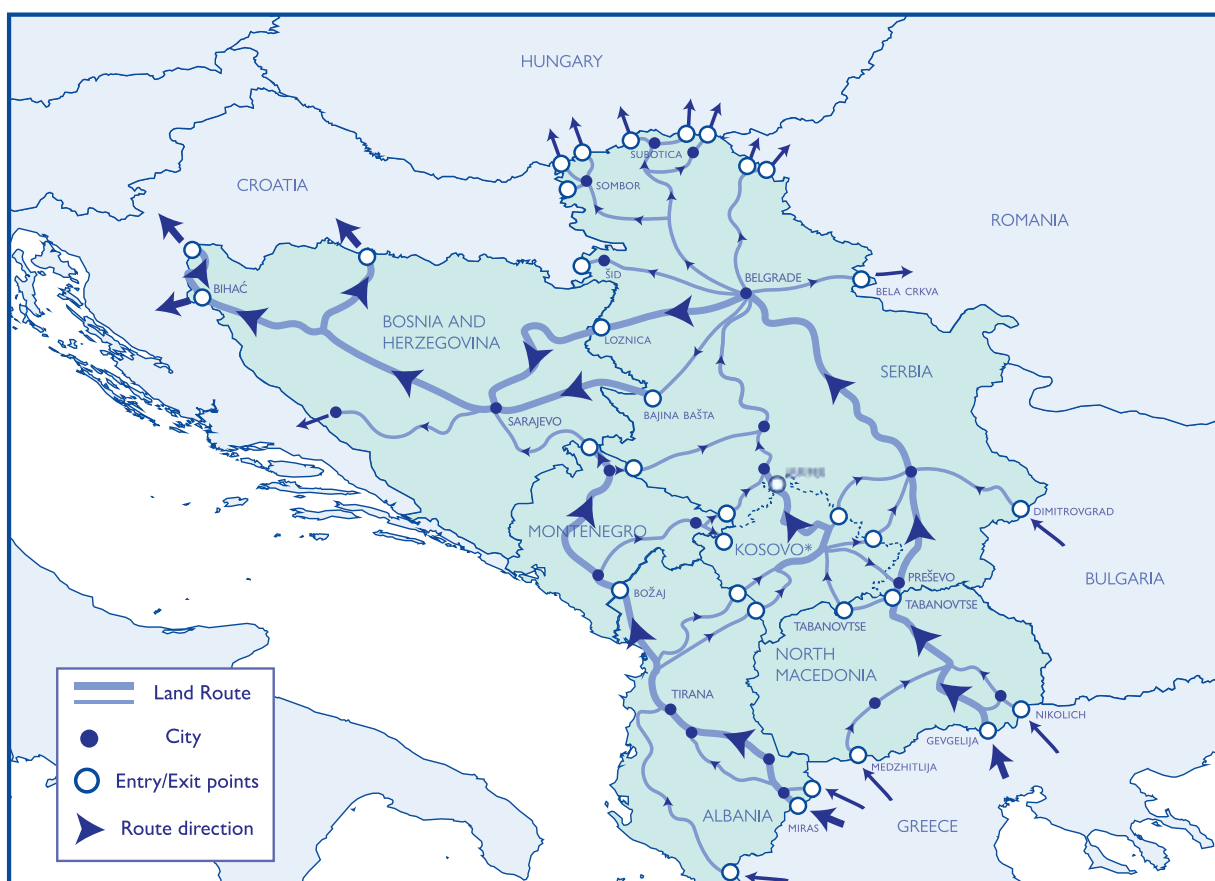 HUNGARY
SUBOTICA
SOMBOR
CROATIA
ROMANIA
ŠID
BELGRADE
BELA CRKVA
BIHAĆ
BOSNIA AND
HERZEGOVINA
LOZNICA
SERBIA
BAJINA BAŠTA
SARAJEVO
DIMITROVGRAD
MONTENEGRO
KOSOVO*
BULGARIA
PREŠEVO
BOŽAJ
TABANOVTSE
TABANOVTSE
NORTH
MACEDONIA
TIRANA
NIKOLICH
GEVGELIJA
MEDZHITLIJA
ALBANIA
MIRAS
GREECE
Land Route
City
Entry/Exit points
Route direction